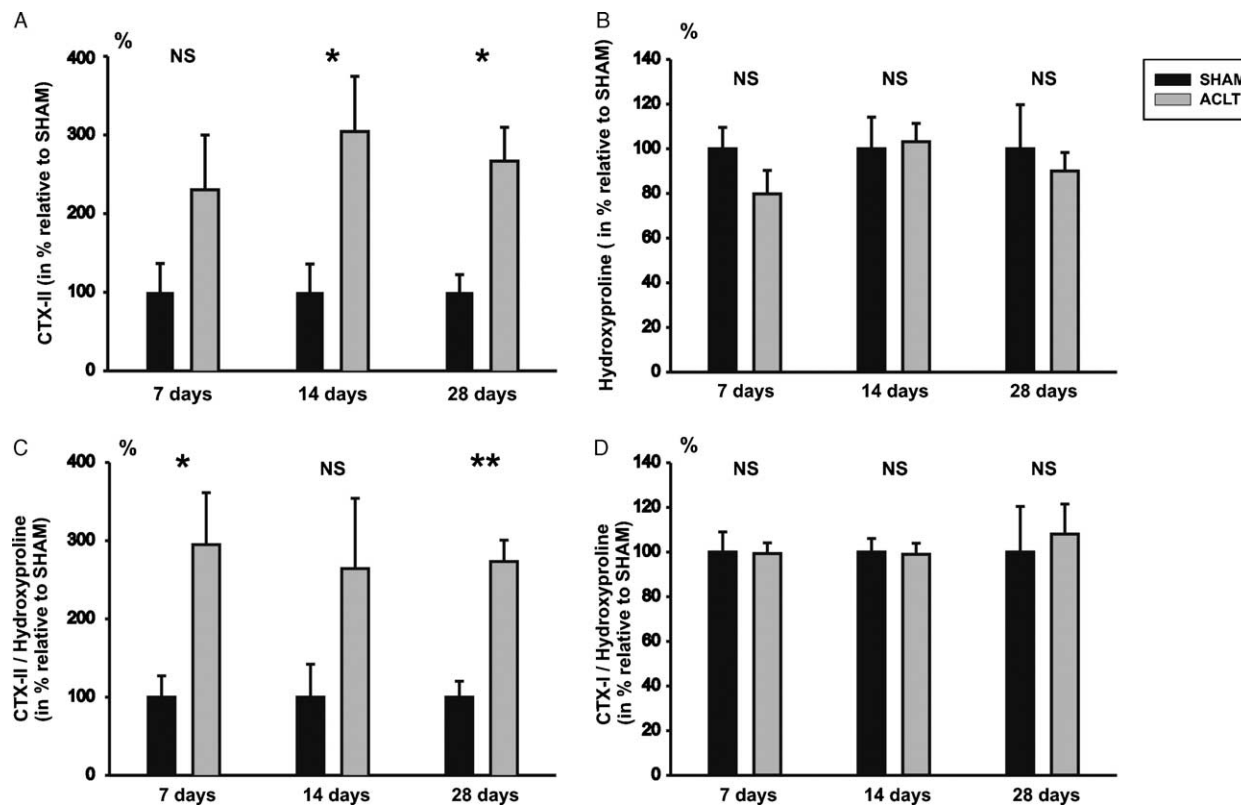 A
%
CTX-II (in % relative to SHAM)
400
300
200
100
0
NS
*
*
7 days
14 days
28 days
B
%
Hydroxyproline ( in % relative to SHAM)
140
120
100
80
60
40
20
0
NS
NS
NS
7 days
14 days
28 days
SHAM
ACLT
C
%
CTX-II / Hydroxyproline
(in % relative to SHAM)
400
300
200
100
0
*
NS
**
7 days
14 days
28 days
D
%
CTX-I / Hydroxyproline
(in % relative to SHAM)
140
120
100
80
60
40
20
0
NS
NS
NS
7 days
14 days
28 days